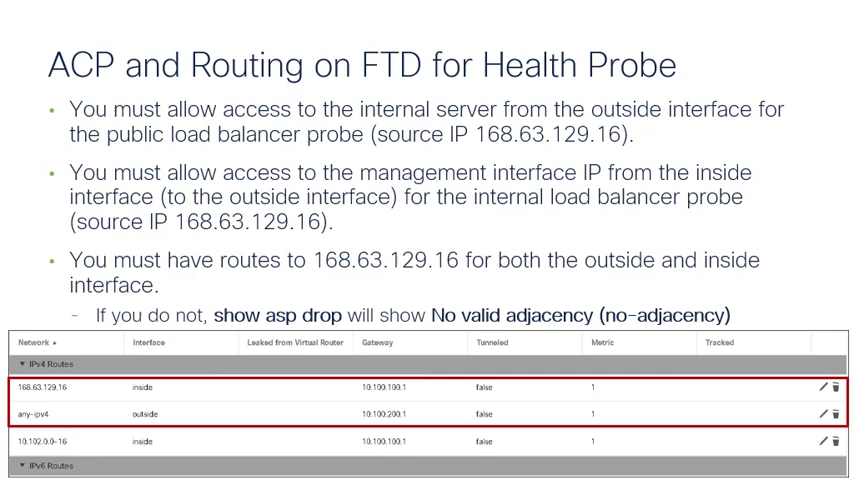 ACP and Routing on FTD for Health Probe
• You must allow access to the internal server from the outside interface for
the public load balancer probe (source IP 168.63.129.16).
• You must allow access to the management interface IP from the inside
interface (to the outside interface) for the internal load balancer probe
(source IP 168.63.129.16).
• You must have routes to 168.63.129.16 for both the outside and inside
interface.
- If you do not, show asp drop will show No valid adjacency (no-adjacency)
Network ▲ Interface Leaked from Virtual Router Gateway Tunneled Metric Tracked
▼ IPv4 Routes
168.63.129.16 inside 10.100.100.1 false 1
any-ipv4 outside 10.100.200.1 false 1
10.102.0.0-16 inside 10.100.100.1 false 1
▼ IPv6 Routes